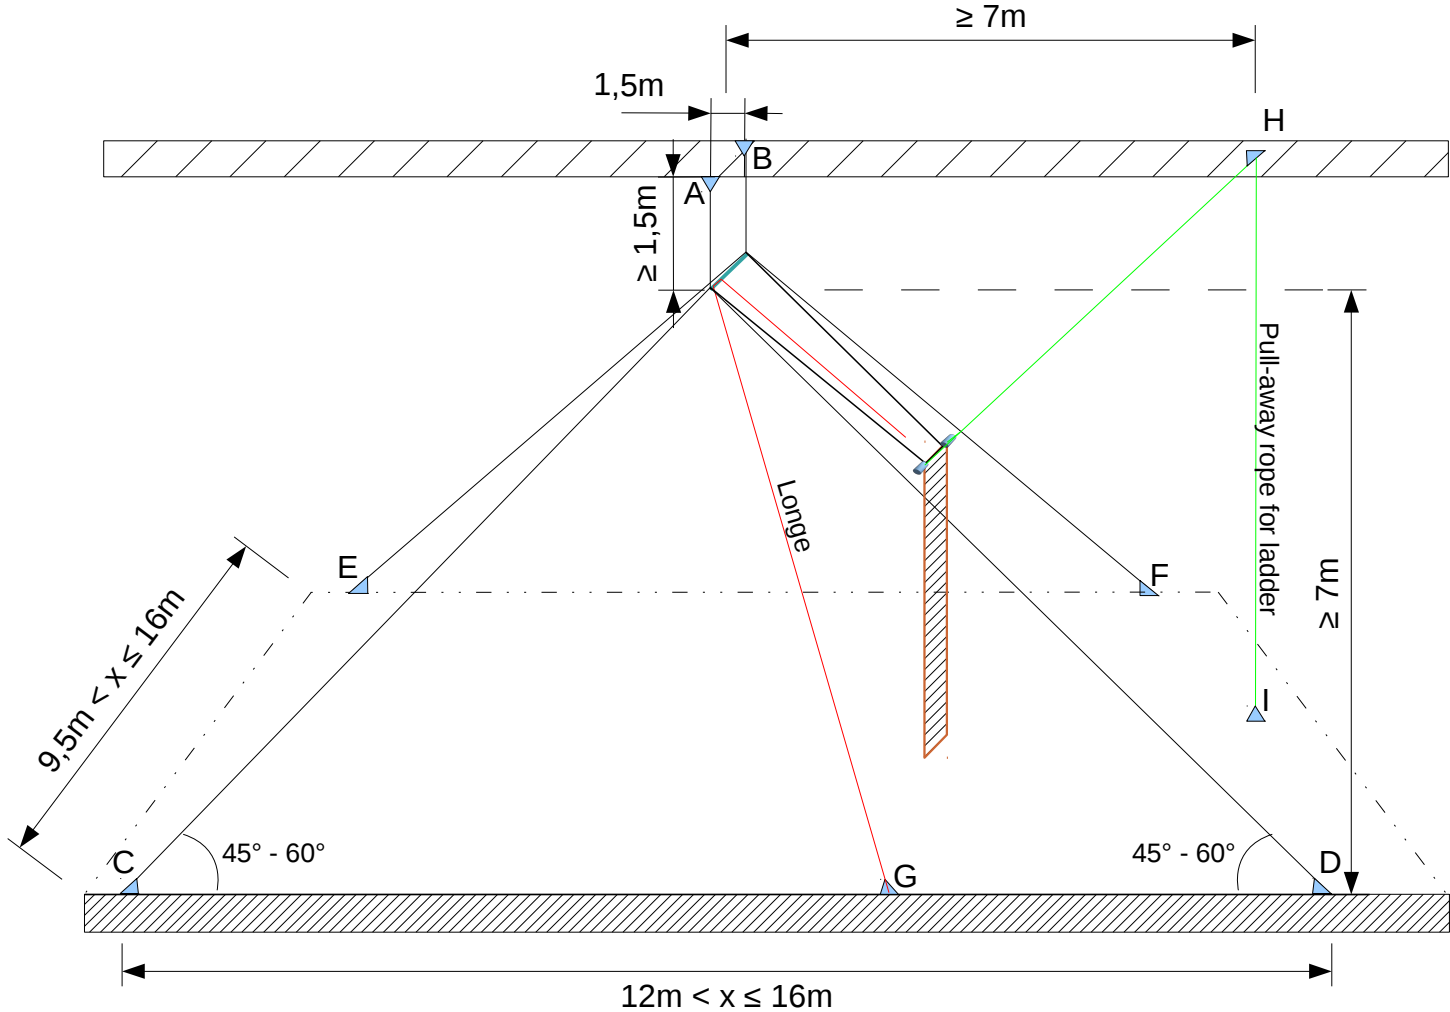 ≥ 7m
1,5m
H
B
A
≥ 1,5m
Pull-away rope for ladder
Longe
E
F
≥ 7m
9,5m < x ≤ 16m
I
C
45° - 60°
45° - 60°
D
G
12m < x ≤ 16m